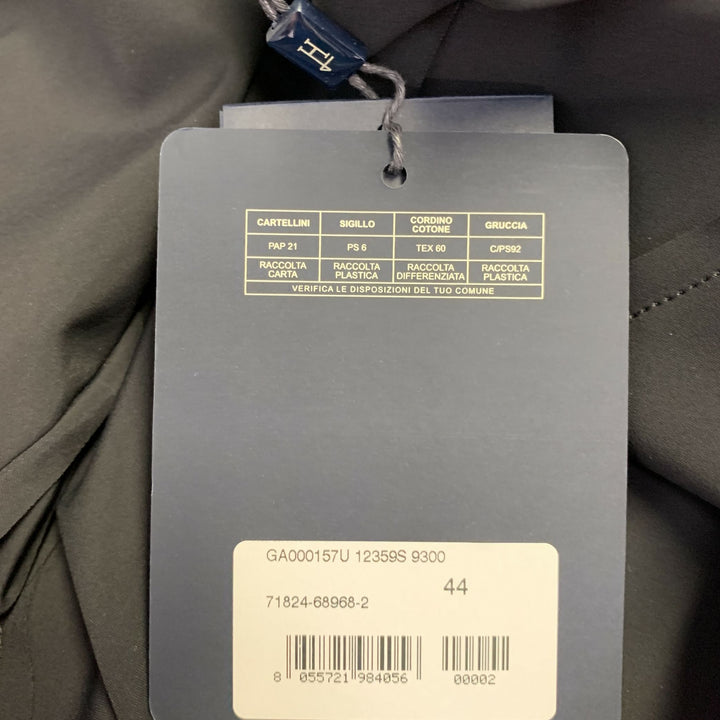 H
CARTELLINI SIGILLO CORDINO COTONE GRUCCIA
PAP 21 PS 6 TEX 60 C/PS92
RACCOLTA CARTA RACCOLTA PLASTICA RACCOLTA DIFFERENZIATA RACCOLTA PLASTICA
VERIFICA LE DISPOSIZIONI DEL TUO COMUNE
GA000157U 12359S 9300
44
71824-68968-2
8 055721 984056 00002